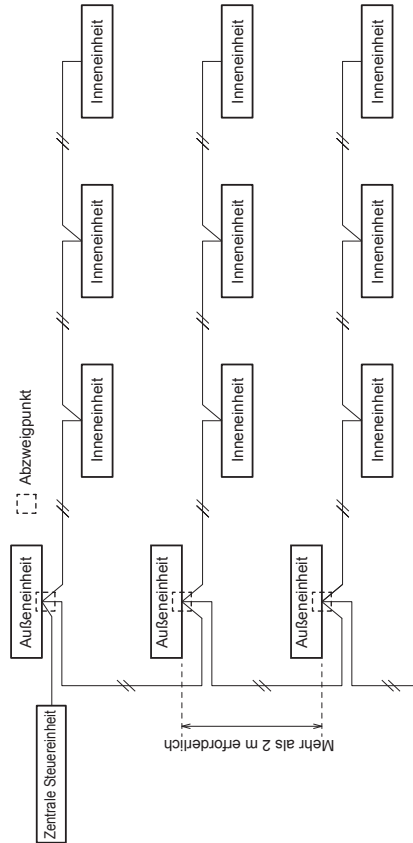 Abzweigpunkt
Zentrale Steuereinheit
Außeneinheit
Inneneinheit
Inneneinheit
Inneneinheit
Außeneinheit
Inneneinheit
Inneneinheit
Inneneinheit
Mehr als 2 m erforderlich
Außeneinheit
Inneneinheit
Inneneinheit
Inneneinheit